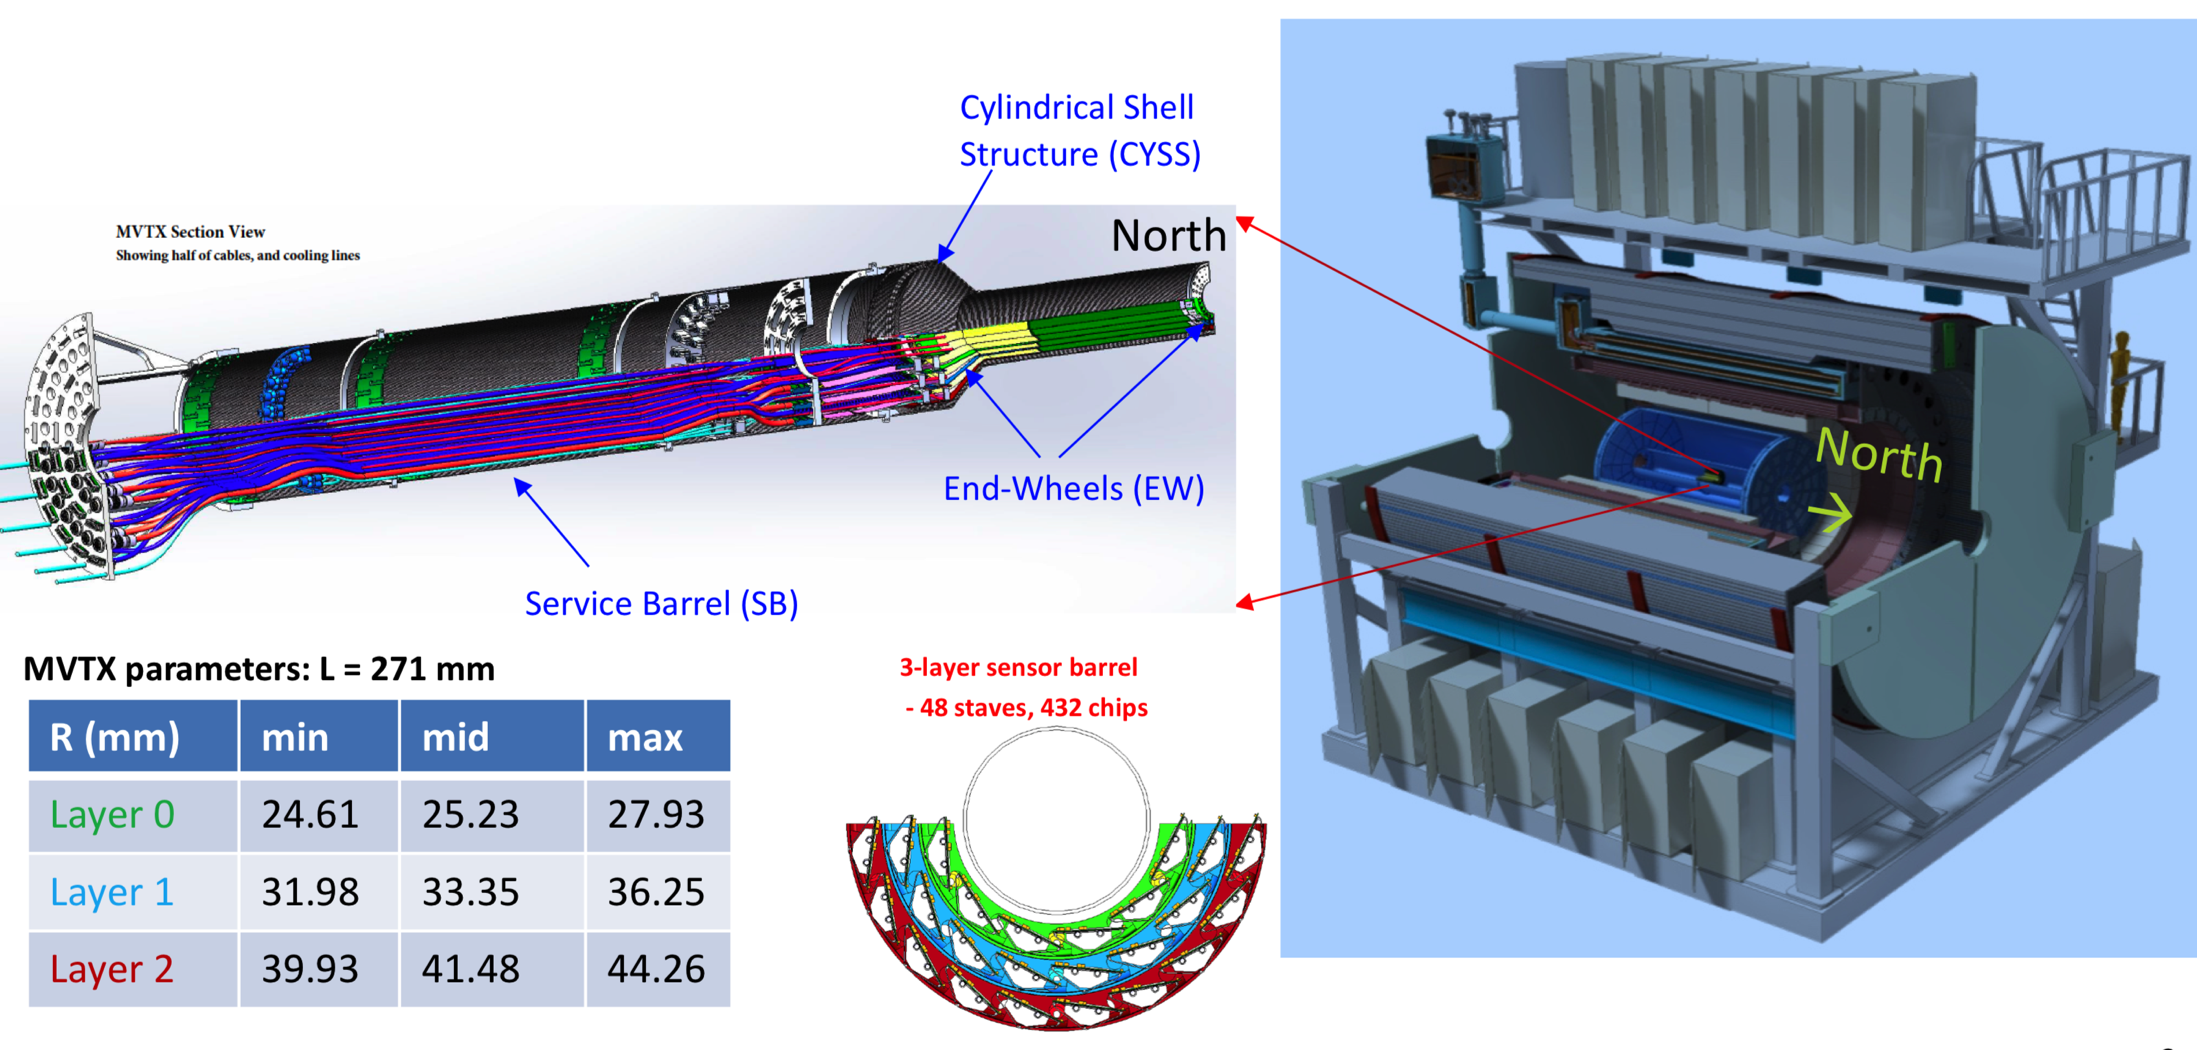 Cylindrical Shell
Structure (CYSS)
North
MVTX Section View
Showing half of cables, and cooling lines
End-Wheels (EW)
Service Barrel (SB)
North
MVTX parameters: L = 271 mm
R (mm) min mid max
Layer 0 24.61 25.23 27.93
Layer 1 31.98 33.35 36.25
Layer 2 39.93 41.48 44.26
3-layer sensor barrel
- 48 staves, 432 chips